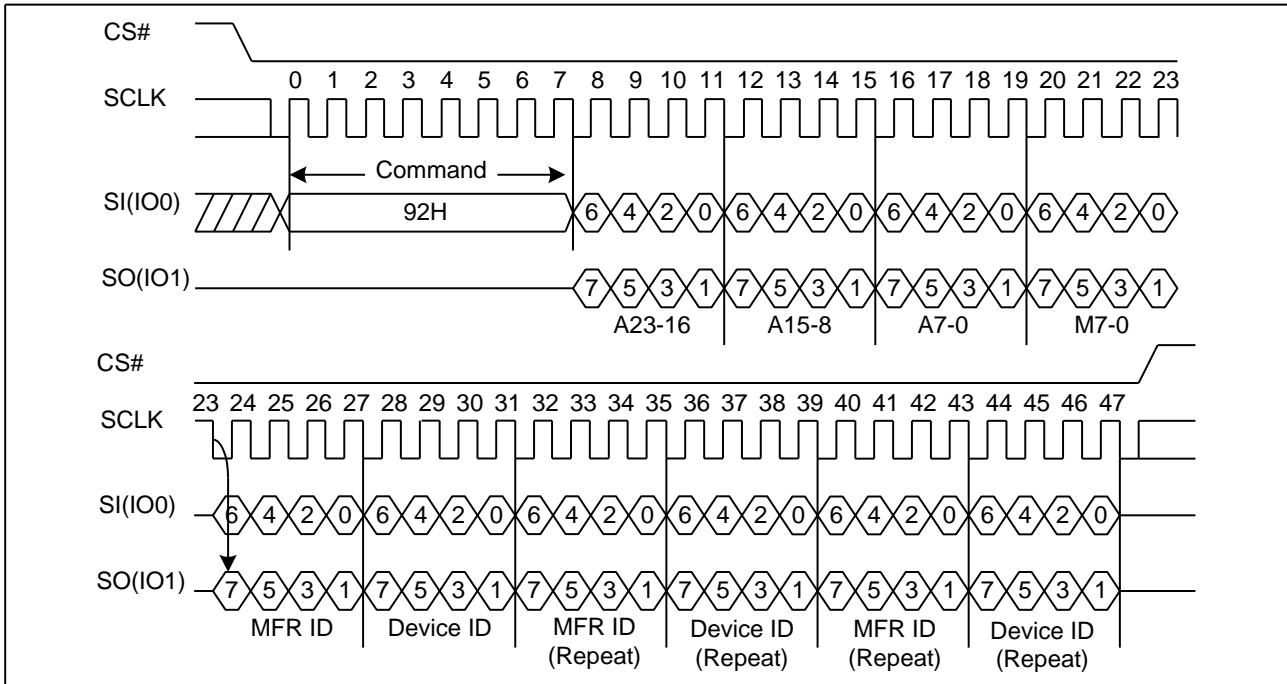 CS#
0 1 2 3 4 5 6 7 8 9 10 11 12 13 14 15 16 17 18 19 20 21 22 23
SCLK
Command
SI(IO0) 92H 6 4 2 0 6 4 2 0 6 4 2 0 6 4 2 0
SO(IO1) 7 5 3 1 7 5 3 1 7 5 3 1 7 5 3 1
A23-16 A15-8 A7-0 M7-0
CS#
23 24 25 26 27 28 29 30 31 32 33 34 35 36 37 38 39 40 41 42 43 44 45 46 47
SCLK
SI(IO0) 6 4 2 0 6 4 2 0 6 4 2 0 6 4 2 0 6 4 2 0 6 4 2 0
SO(IO1) 7 5 3 1 7 5 3 1 7 5 3 1 7 5 3 1 7 5 3 1 7 5 3 1
MFR ID Device ID MFR ID Device ID MFR ID Device ID
(Repeat) (Repeat) (Repeat) (Repeat)